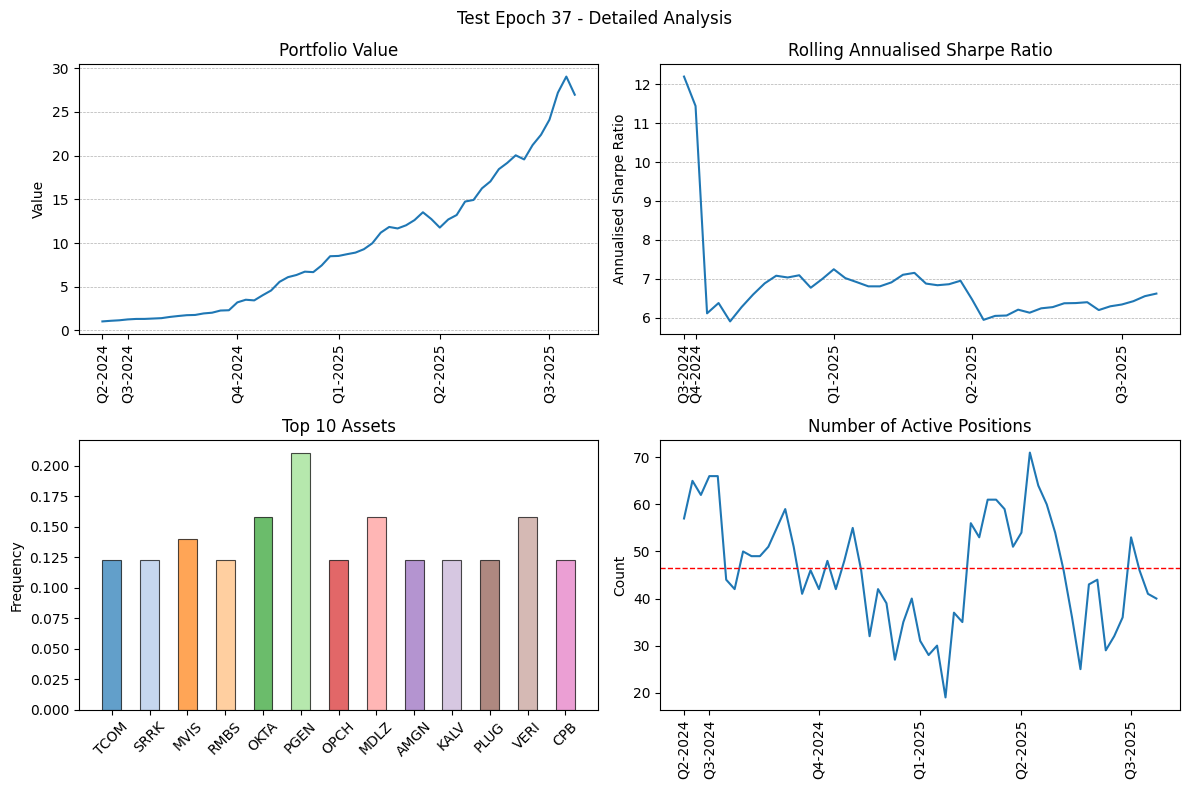 Test Epoch 37 - Detailed Analysis
Portfolio Value
Value
30
25
20
15
10
5
0
Q2-2024
Q3-2024
Q4-2024
Q1-2025
Q2-2025
Q3-2025
Rolling Annualised Sharpe Ratio
Annualised Sharpe Ratio
12
11
10
9
8
7
6
Q3-2024
Q4-2024
Q1-2025
Q2-2025
Q3-2025
Top 10 Assets
Frequency
0.200
0.175
0.150
0.125
0.100
0.075
0.050
0.025
0.000
TCOM
SRRK
MVIS
RMBS
OKTA
PGEN
OPCH
MDLZ
AMGN
KALV
PLUG
VERI
CPB
Number of Active Positions
Count
70
60
50
40
30
20
Q2-2024
Q3-2024
Q4-2024
Q1-2025
Q2-2025
Q3-2025